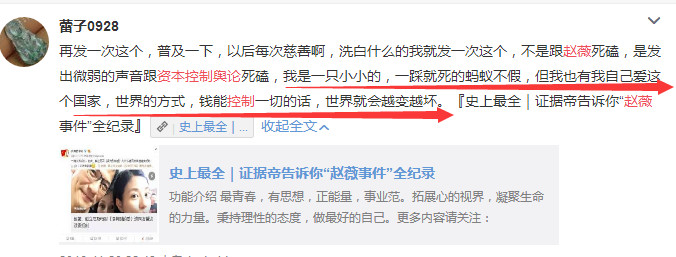 蕾子0928
再发一次这个，普及一下，以后每次慈善啊，洗白什么的我就发一次这个，不是跟赵薇死磕，是发
出微弱的声音跟资本控制舆论死磕，我是一只小小的，一踩就死的蚂蚁不假，但我也有我自己爱这
个国家，世界的方式，钱能控制一切的话，世界就会越变越坏。『史上最全｜证据帝告诉你“赵薇
事件”全纪录』 史上最全｜... 收起全文
史上最全｜证据帝告诉你“赵薇事件”全纪录
功能介绍 最青春，有思想，正能量，事业范。拓展心的视界，凝聚生命
的力量。秉持理性的态度，做最好的自己。更多内容请关注：